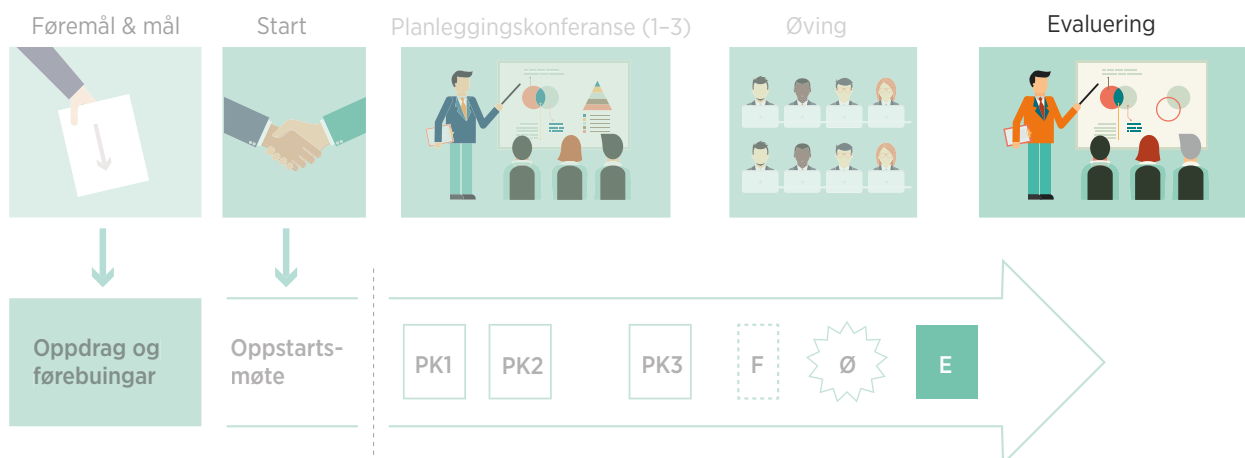 Føremål & mål
Start
Planleggingskonferanse (1–3)
Øving
Evaluering
Oppdrag og
førebuingar
Oppstarts-
møte
PK1
PK2
PK3
F
Ø
E